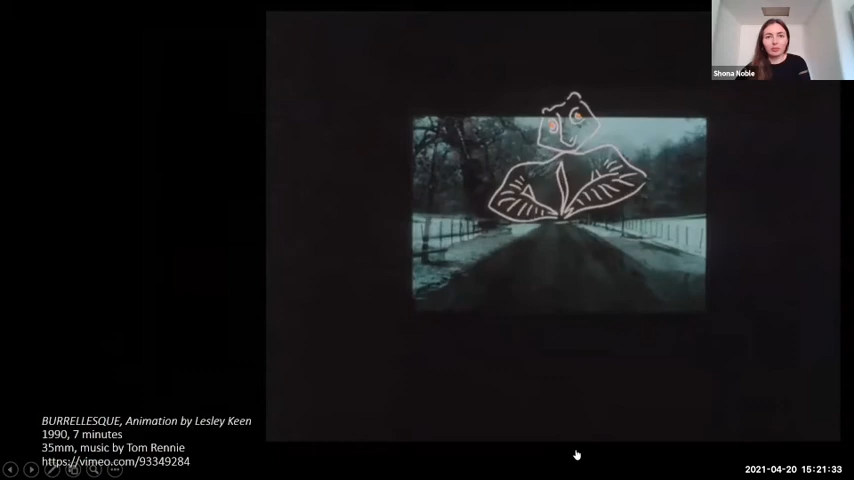 Shona Noble
BURRELLESQUE, Animation by Lesley Keen
1990, 7 minutes
35mm, music by Tom Rennie
https://vimeo.com/93349284
2021-04-20 15:21:33